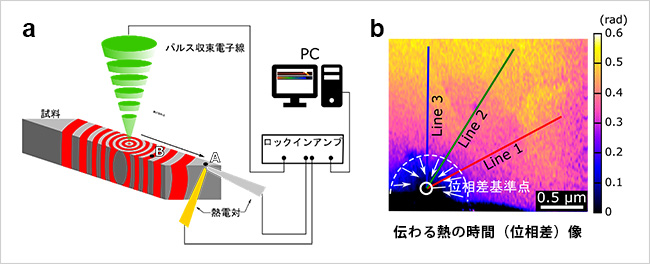 a
パルス収束電子線
試料
PC
ロックインアンプ
B
A
熱電対
b
(rad)
0.6
0.5
0.4
0.3
0.2
0.1
0
Line 3
Line 2
Line 1
位相差基準点
0.5 μm
伝わる熱の時間（位相差）像